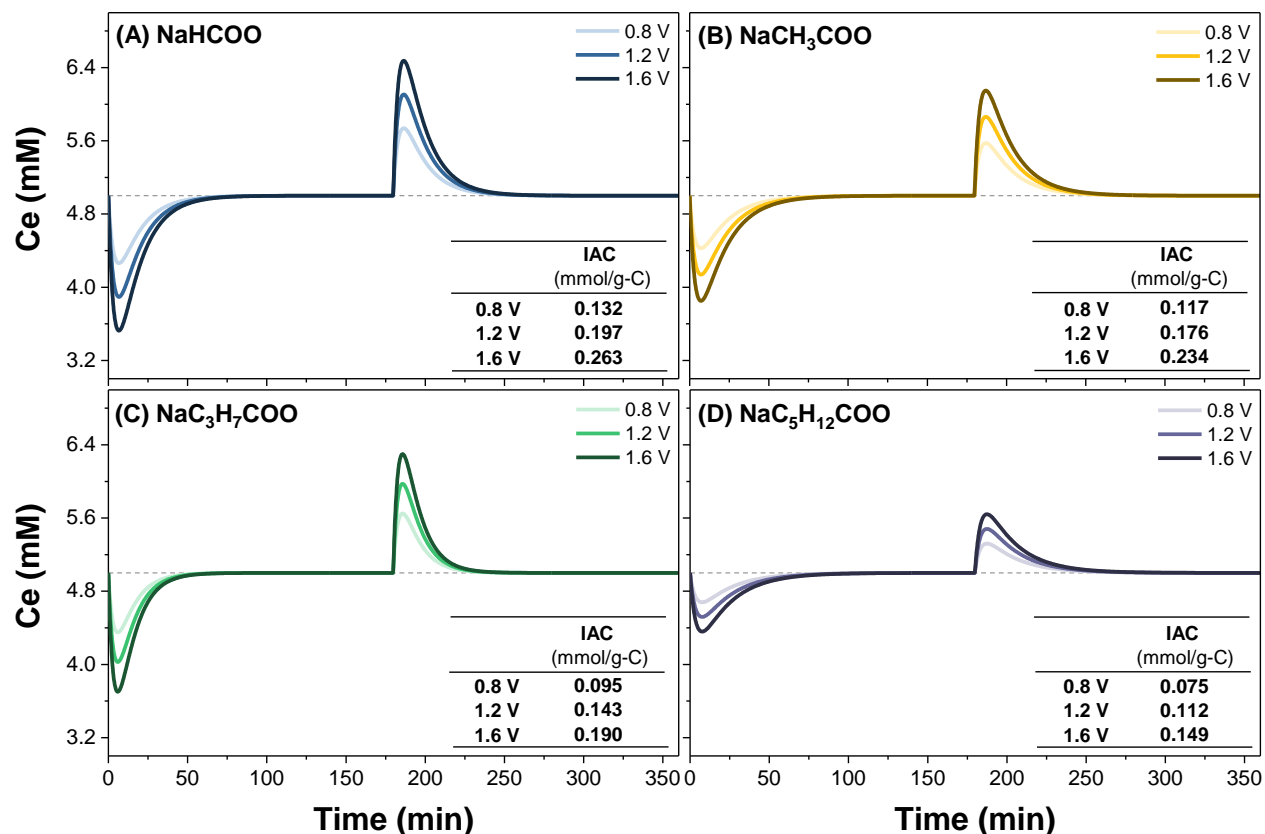 (A) NaHCOO
0.8 V
1.2 V
1.6 V
6.4
5.6
4.8
4.0
3.2
Ce (mM)
IAC
(mmol/g-C)
0.8 V 0.132
1.2 V 0.197
1.6 V 0.263
(B) NaCH₃COO
0.8 V
1.2 V
1.6 V
IAC
(mmol/g-C)
0.8 V 0.117
1.2 V 0.176
1.6 V 0.234
(C) NaC₃H₇COO
0.8 V
1.2 V
1.6 V
6.4
5.6
4.8
4.0
3.2
Ce (mM)
IAC
(mmol/g-C)
0.8 V 0.095
1.2 V 0.143
1.6 V 0.190
0 50 100 150 200 250 300 350
Time (min)
(D) NaC₅H₁₂COO
0.8 V
1.2 V
1.6 V
IAC
(mmol/g-C)
0.8 V 0.075
1.2 V 0.112
1.6 V 0.149
0 50 100 150 200 250 300 350
Time (min)